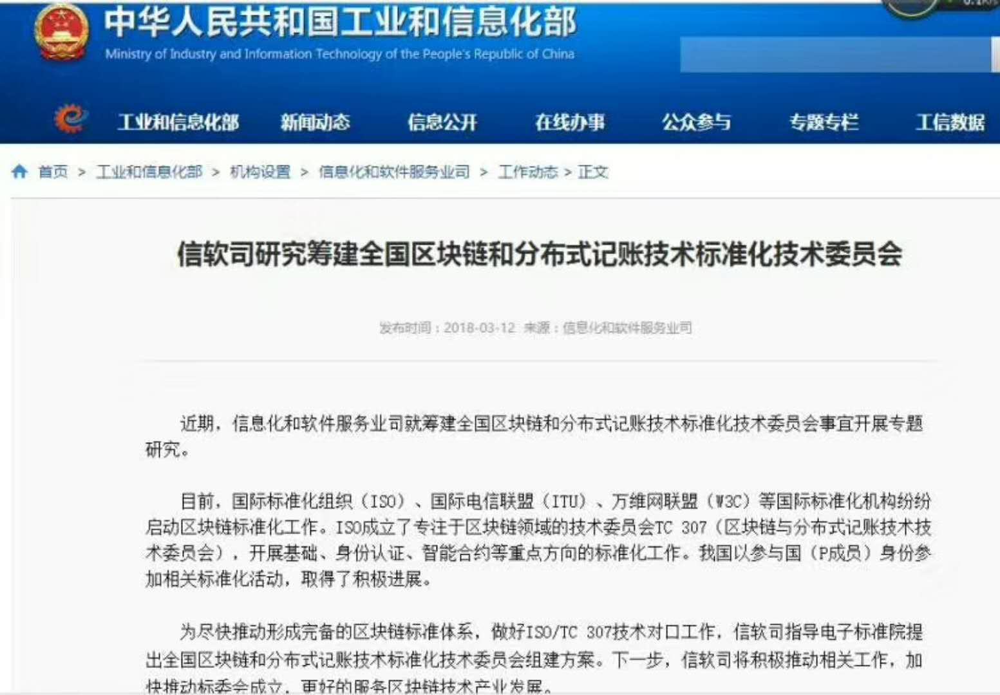 中华人民共和国工业和信息化部
Ministry of Industry and Information Technology of the People's Republic of China
工业和信息化部 新闻动态 信息公开 在线办事 公众参与 专题专栏 工信数据
首页 > 工业和信息化部 > 机构设置 > 信息化和软件服务业司 > 工作动态 > 正文
信软司研究筹建全国区块链和分布式记账技术标准化技术委员会
发布时间：2018-03-12 来源：信息化和软件服务业司
近期，信息化和软件服务业司就筹建全国区块链和分布式记账技术标准化技术委员会事宜开展专题
研究。
目前，国际标准化组织（ISO）、国际电信联盟（ITU）、万维网联盟（W3C）等国际标准化机构纷纷
启动区块链标准化工作。ISO成立了专注于区块链领域的技术委员会TC 307（区块链与分布式记账技术技
术委员会），开展基础、身份认证、智能合约等重点方向的标准化工作。我国以参与国（P成员）身份参
加相关标准化活动，取得了积极进展。
为尽快推动形成完备的区块链标准体系，做好ISO/TC 307技术对口工作，信软司指导电子标准院提
出全国区块链和分布式记账技术标准化技术委员会组建方案。下一步，信软司将积极推动相关工作，加
快推动标委会成立，更好的服务区块链技术产业发展。